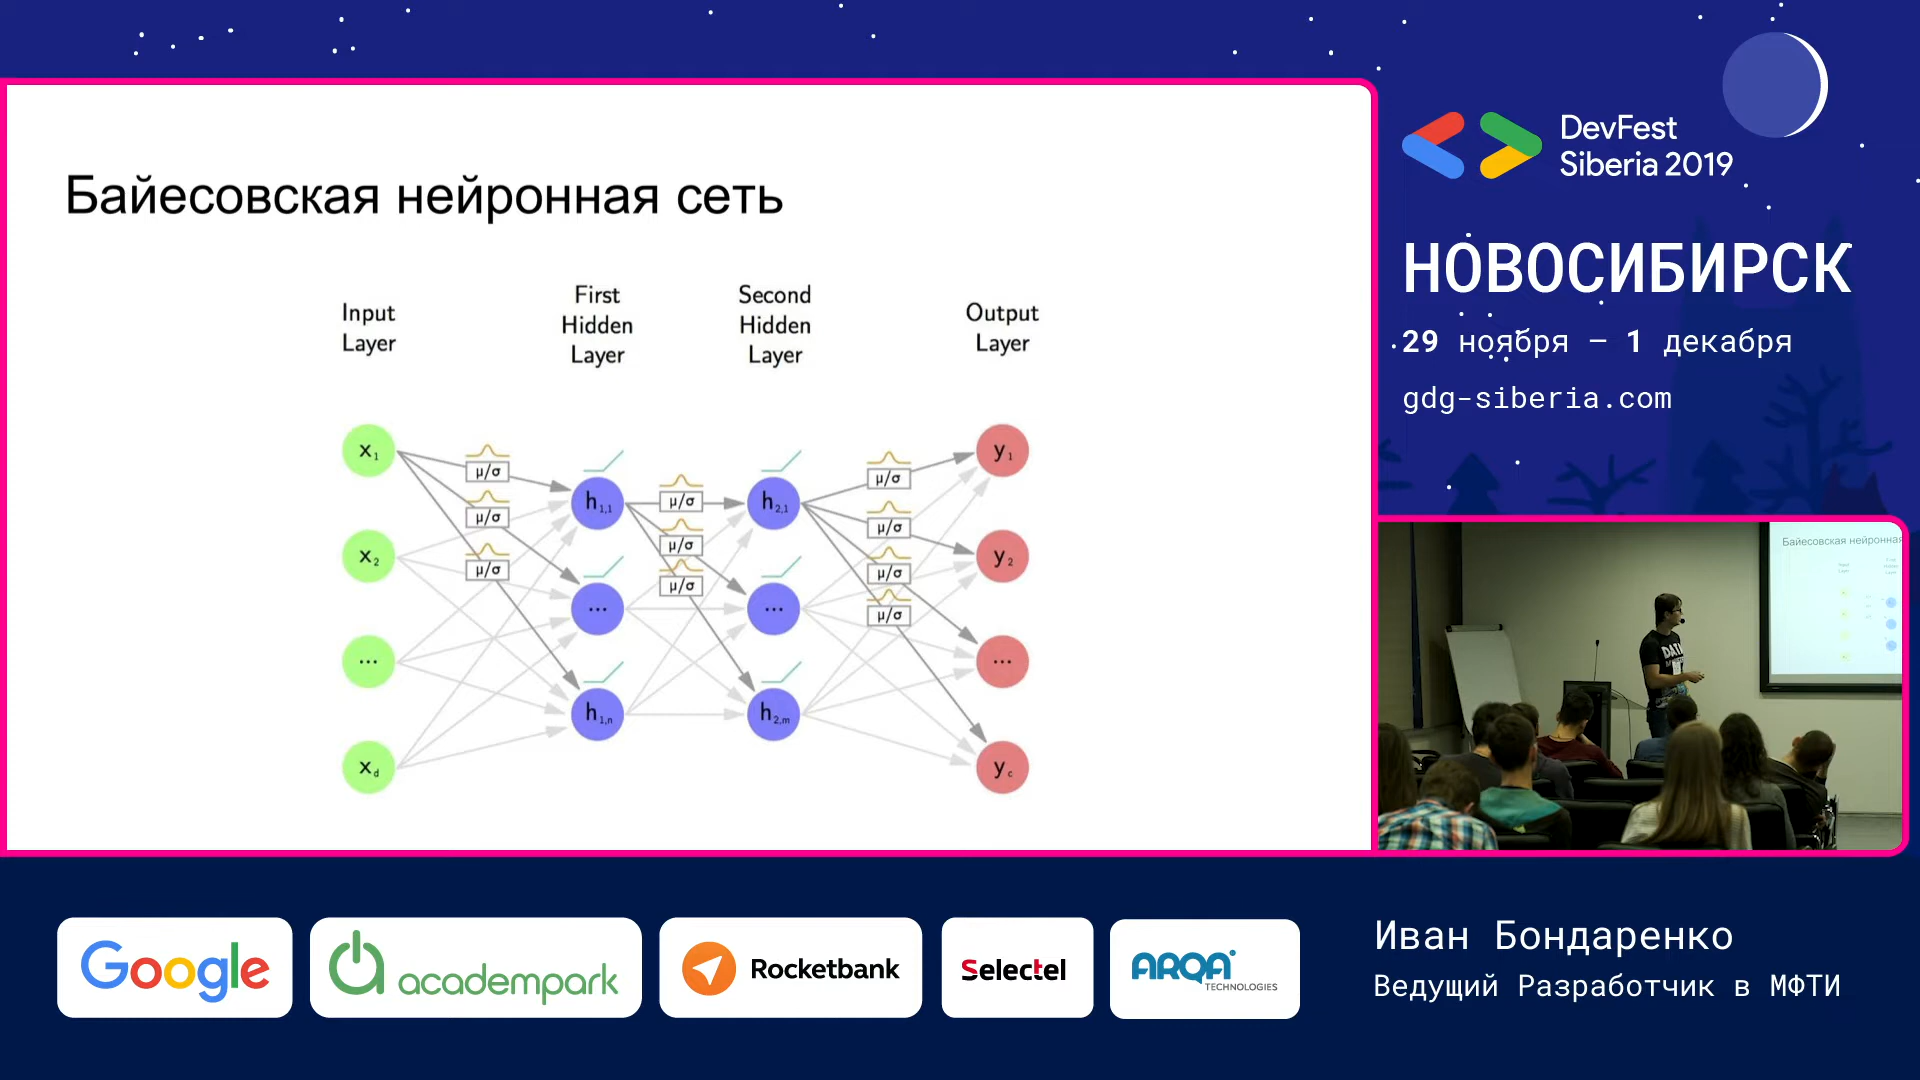 Байесовская нейронная сеть
Input
Layer
First
Hidden
Layer
Second
Hidden
Layer
Output
Layer
x1
x2
...
xd
μ/σ
μ/σ
μ/σ
h1,1
...
h1,n
μ/σ
μ/σ
μ/σ
h2,1
...
h2,m
μ/σ
μ/σ
μ/σ
μ/σ
y1
y2
...
yc
DevFest
Siberia 2019
НОВОСИБИРСК
29 ноября – 1 декабря
gdg-siberia.com
Байесовская нейронная
Google
academpark
Rocketbank
Selectel
ARQA
TECHNOLOGIES
Иван Бондаренко
Ведущий Разработчик в МФТИ